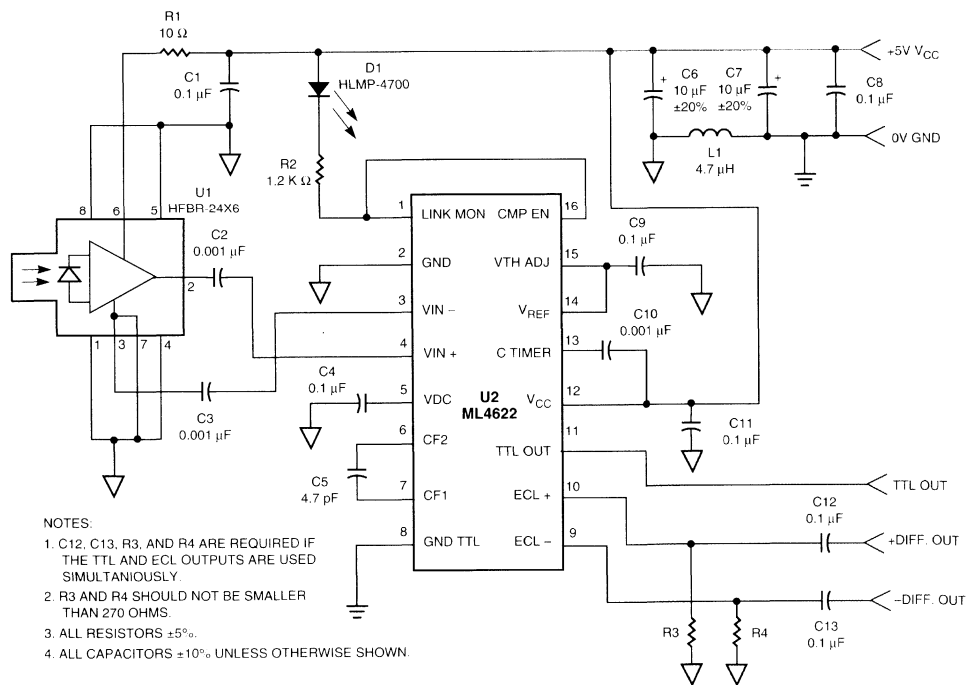 R1
10 Ω
C1
0.1 µF
D1
HLMP-4700
C6
10 µF
±20%
+
C7
10 µF
±20%
+
C8
0.1 µF
+5V VCC
0V GND
L1
4.7 µH
R2
1.2 K Ω
U1
HFBR-24X6
8
6
5
2
1
3
7
4
C2
0.001 µF
C3
0.001 µF
C4
0.1 µF
C5
4.7 pF
U2
ML4622
1
LINK MON
2
GND
3
VIN –
4
VIN +
5
VDC
6
CF2
7
CF1
8
GND TTL
CMP EN
16
VTH ADJ
15
VREF
14
C TIMER
13
VCC
12
TTL OUT
11
ECL +
10
ECL –
9
C9
0.1 µF
C10
0.001 µF
C11
0.1 µF
TTL OUT
C12
0.1 µF
+DIFF. OUT
–DIFF. OUT
C13
0.1 µF
R3
R4
NOTES:
1. C12, C13, R3, AND R4 ARE REQUIRED IF
THE TTL AND ECL OUTPUTS ARE USED
SIMULTANIOUSLY.
2. R3 AND R4 SHOULD NOT BE SMALLER
THAN 270 OHMS.
3. ALL RESISTORS ±5%.
4. ALL CAPACITORS ±10% UNLESS OTHERWISE SHOWN.